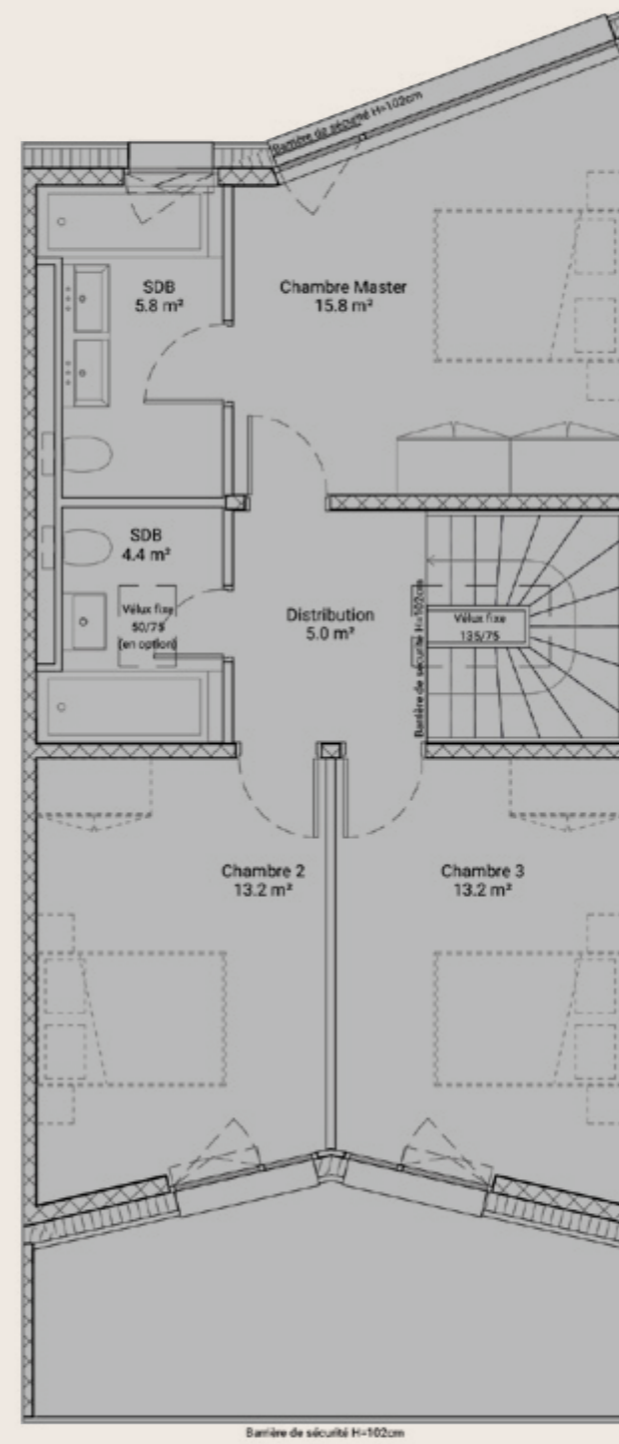 Barrière de sécurité H=102cm
SDB
5.8 m²
Chambre Master
15.8 m²
SDB
4.4 m²
Vélux fixe
50/75
(en option)
Distribution
5.0 m²
Barrière de sécurité H=102cm
Vélux fixe
135/75
Chambre 2
13.2 m²
Chambre 3
13.2 m²
Barrière de sécurité H=102cm